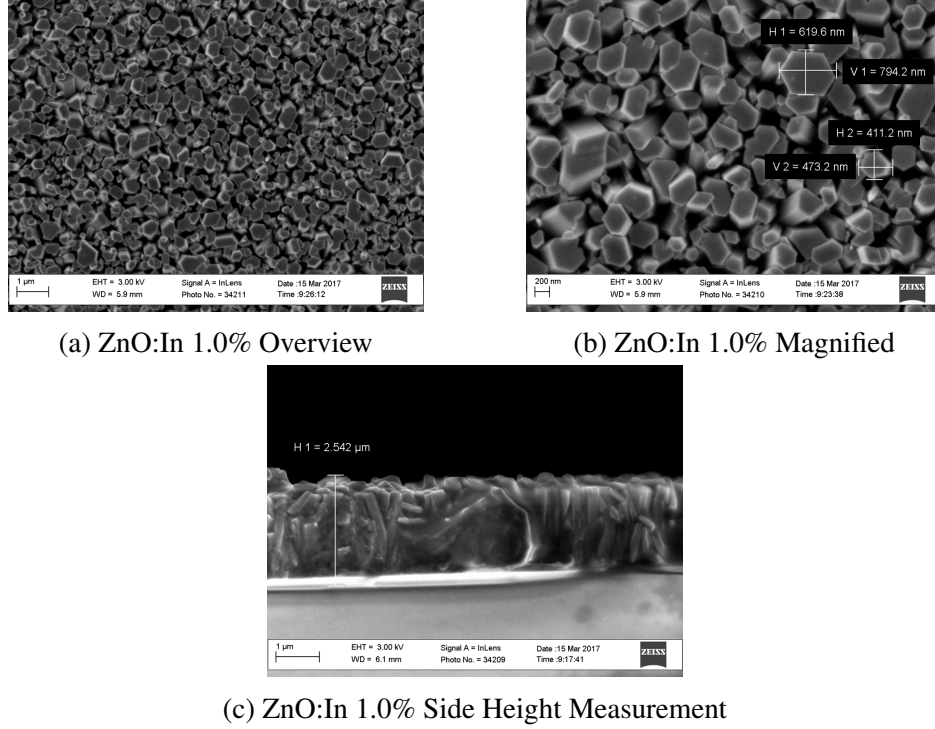 H 1 = 619.6 nm
V 1 = 794.2 nm
H 2 = 411.2 nm
V 2 = 473.2 nm
1 µm
EHT = 3.00 kV
Signal A = InLens
Date :15 Mar 2017
WD = 5.9 mm
Photo No. = 34211
Time :9:26:12
ZEISS
200 nm
EHT = 3.00 kV
Signal A = InLens
Date :15 Mar 2017
WD = 5.9 mm
Photo No. = 34210
Time :9:23:38
ZEISS
(a) ZnO:In 1.0% Overview
(b) ZnO:In 1.0% Magnified
H 1 = 2.542 µm
1 µm
EHT = 3.00 kV
Signal A = InLens
Date :15 Mar 2017
WD = 6.1 mm
Photo No. = 34209
Time :9:17:41
ZEISS
(c) ZnO:In 1.0% Side Height Measurement